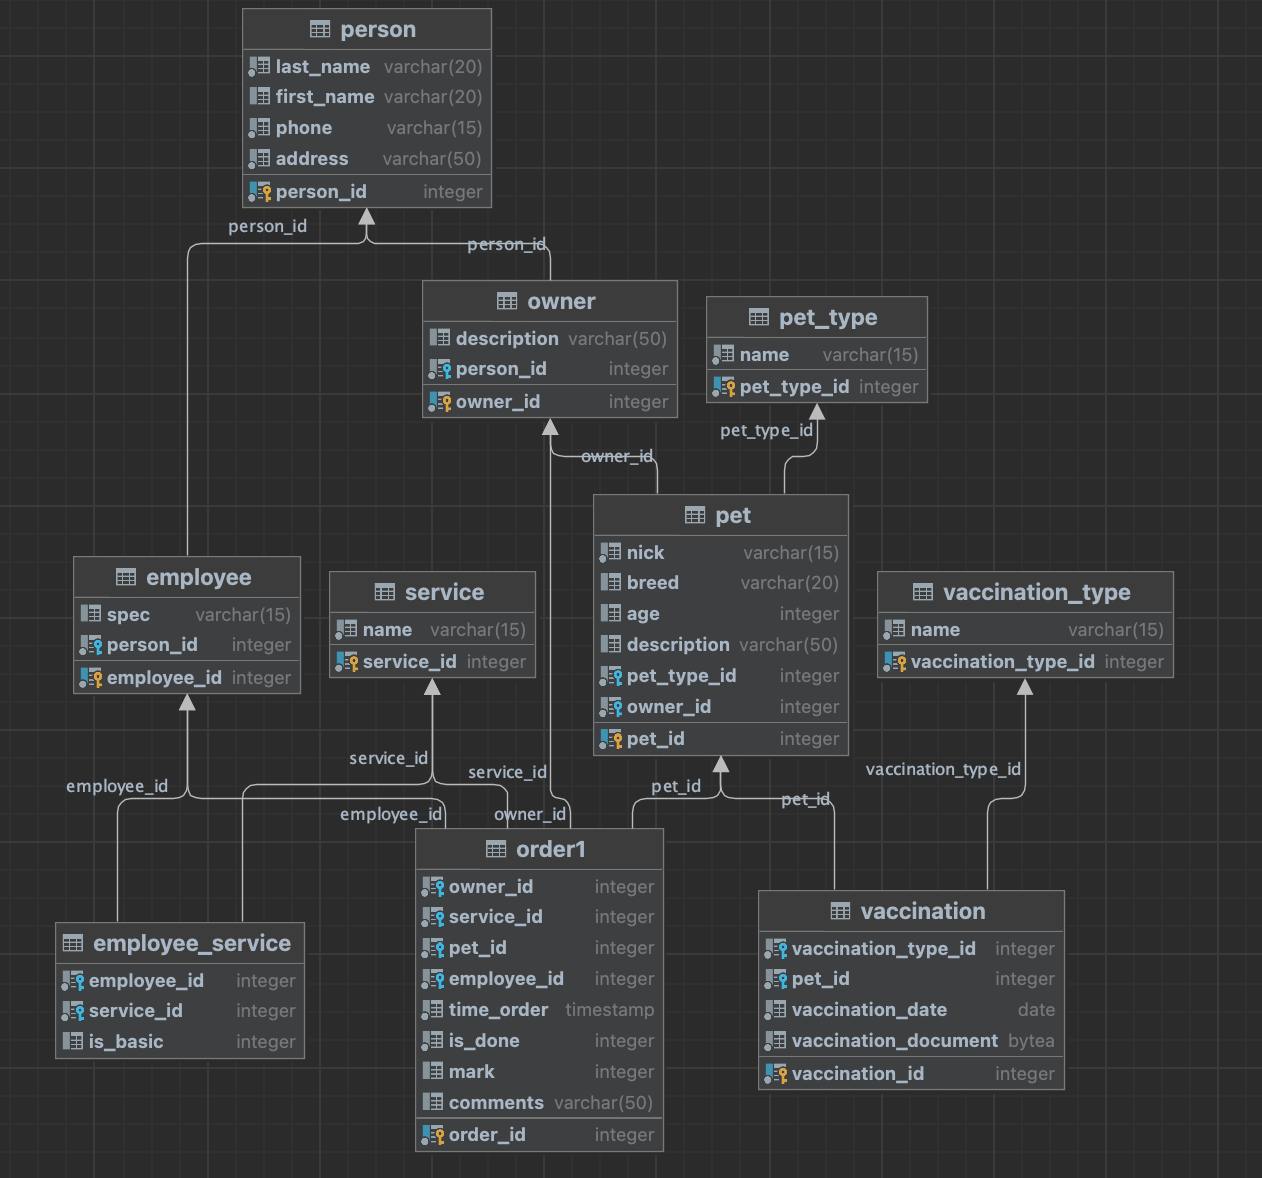 person
last_name varchar(20)
first_name varchar(20)
phone varchar(15)
address varchar(50)
person_id integer
person_id
person_id
owner
description varchar(50)
person_id integer
owner_id integer
pet_type
name varchar(15)
pet_type_id integer
owner_id
pet_type_id
pet
nick varchar(15)
breed varchar(20)
age integer
description varchar(50)
pet_type_id integer
owner_id integer
pet_id integer
employee
spec varchar(15)
person_id integer
employee_id integer
service
name varchar(15)
service_id integer
vaccination_type
name varchar(15)
vaccination_type_id integer
employee_id
service_id
service_id
employee_id
owner_id
pet_id
pet_id
vaccination_type_id
employee_service
employee_id integer
service_id integer
is_basic integer
order1
owner_id integer
service_id integer
pet_id integer
employee_id integer
time_order timestamp
is_done integer
mark integer
comments varchar(50)
order_id integer
vaccination
vaccination_type_id integer
pet_id integer
vaccination_date date
vaccination_document bytea
vaccination_id integer